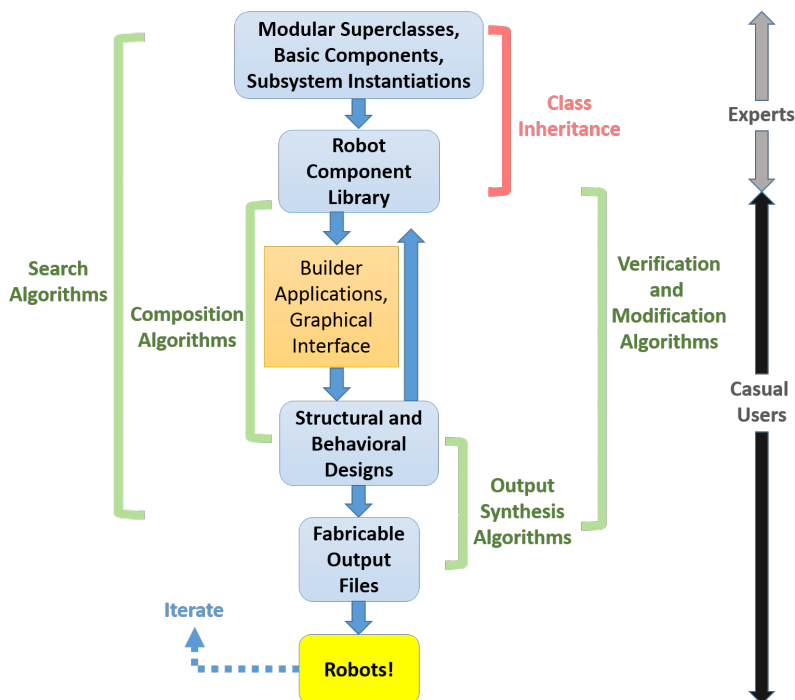 Modular Superclasses,
Basic Components,
Subsystem Instantiations
Class
Inheritance
Experts
Robot
Component
Library
Search
Algorithms
Composition
Algorithms
Builder
Applications,
Graphical
Interface
Verification
and
Modification
Algorithms
Casual
Users
Structural and
Behavioral
Designs
Output
Synthesis
Algorithms
Fabricable
Output
Files
Iterate
Robots!